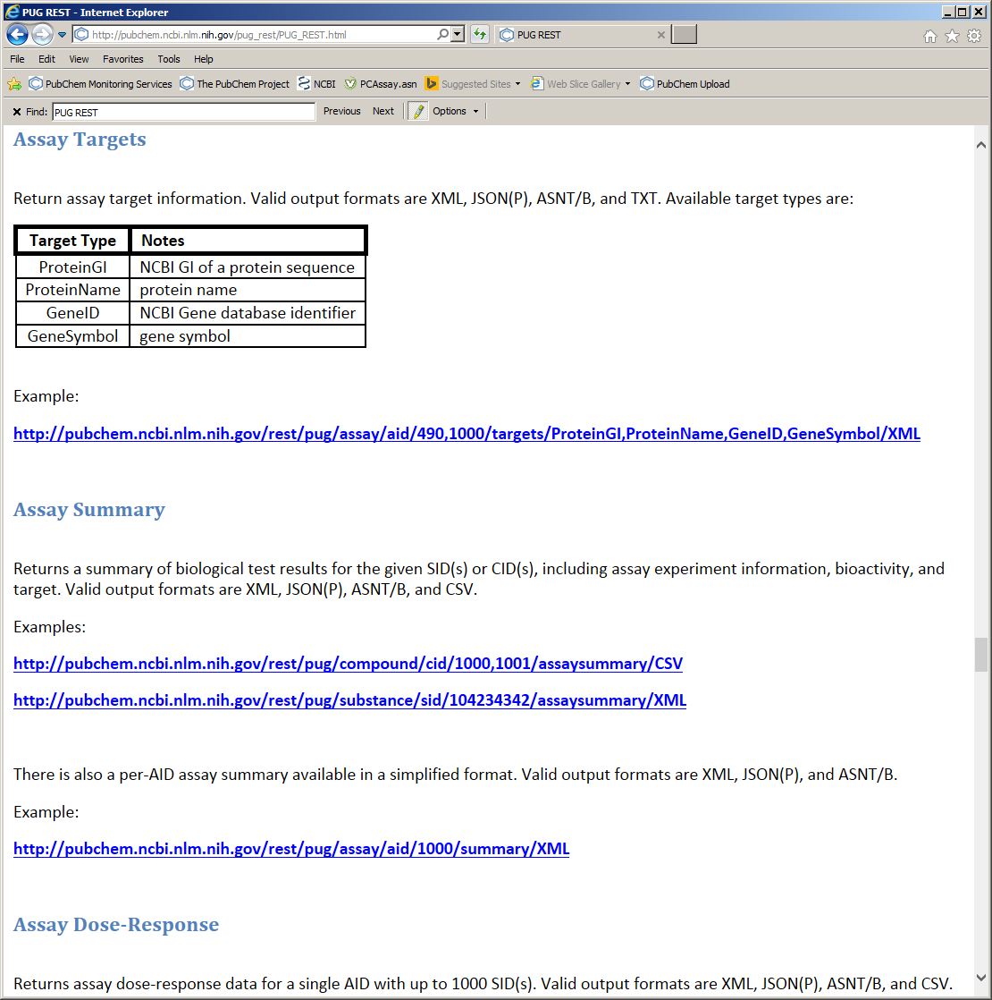 PUG REST - Internet Explorer
http://pubchem.ncbi.nlm.nih.gov/pug_rest/PUG_REST.html
PUG REST
File Edit View Favorites Tools Help
PubChem Monitoring Services The PubChem Project NCBI PCAssay.asn Suggested Sites Web Slice Gallery PubChem Upload
Find: PUG REST Previous Next Options
Assay Targets
Return assay target information. Valid output formats are XML, JSON(P), ASNT/B, and TXT. Available target types are:
Target Type Notes
ProteinGI NCBI GI of a protein sequence
ProteinName protein name
GeneID NCBI Gene database identifier
GeneSymbol gene symbol
Example:
http://pubchem.ncbi.nlm.nih.gov/rest/pug/assay/aid/490,1000/targets/ProteinGI,ProteinName,GeneID,GeneSymbol/XML
Assay Summary
Returns a summary of biological test results for the given SID(s) or CID(s), including assay experiment information, bioactivity, and
target. Valid output formats are XML, JSON(P), ASNT/B, and CSV.
Examples:
http://pubchem.ncbi.nlm.nih.gov/rest/pug/compound/cid/1000,1001/assaysummary/CSV
http://pubchem.ncbi.nlm.nih.gov/rest/pug/substance/sid/104234342/assaysummary/XML
There is also a per-AID assay summary available in a simplified format. Valid output formats are XML, JSON(P), and ASNT/B.
Example:
http://pubchem.ncbi.nlm.nih.gov/rest/pug/assay/aid/1000/summary/XML
Assay Dose-Response
Returns assay dose-response data for a single AID with up to 1000 SID(s). Valid output formats are XML, JSON(P), ASNT/B, and CSV.